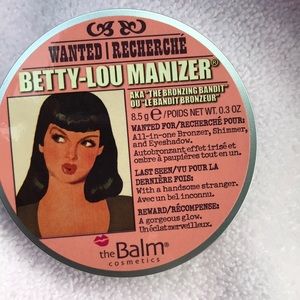 WANTED | RECHERCHÉ
BETTY-LOU MANIZER®
AKA "THE BRONZING BANDIT"
OU "LE BANDIT BRONZEUR"
8.5 g e / POIDS NET WT. 0.3 OZ
WANTED FOR/RECHERCHÉ POUR:
All-in-one Bronzer, Shimmer,
and Eyeshadow.
Autobronzant effet irisé et
ombre à paupières tout en un.
LAST SEEN/VU POUR LA
DERNIÈRE FOIS:
With a handsome stranger.
Avec un bel inconnu.
REWARD/RÉCOMPENSE:
A gorgeous glow.
Un éclat merveilleux.
theBalm®
cosmetics